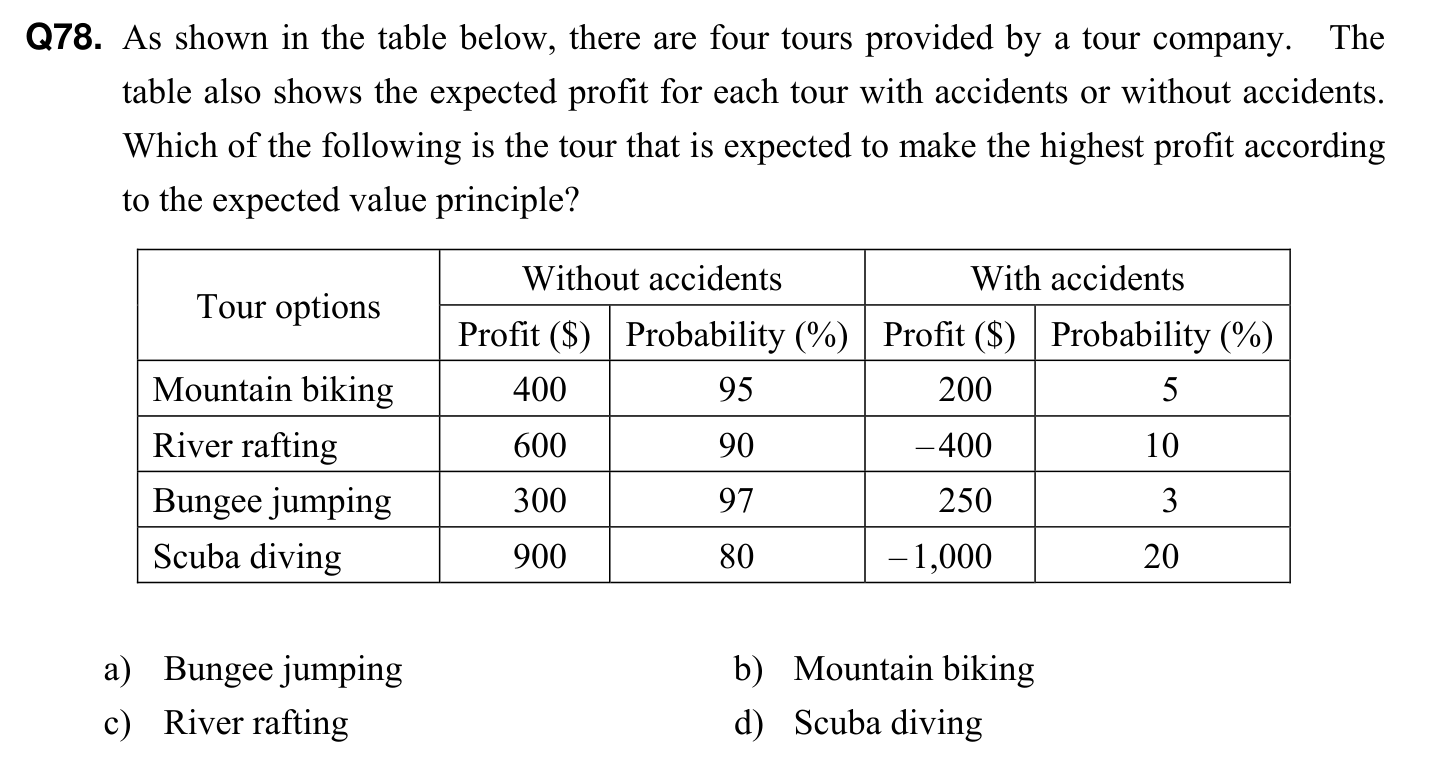 Q78. As shown in the table below, there are four tours provided by a tour company. The
table also shows the expected profit for each tour with accidents or without accidents.
Which of the following is the tour that is expected to make the highest profit according
to the expected value principle?
Tour options Without accidents With accidents
Profit ($) Probability (%) Profit ($) Probability (%)
Mountain biking 400 95 200 5
River rafting 600 90 –400 10
Bungee jumping 300 97 250 3
Scuba diving 900 80 –1,000 20
a) Bungee jumping b) Mountain biking
c) River rafting d) Scuba diving